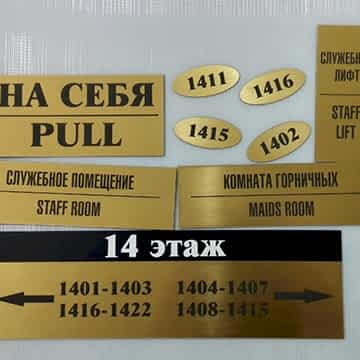 НА СЕБЯ
PULL
1411
1416
1415
1402
СЛУЖЕБНЫЙ
ЛИФТ
STAFF
LIFT
СЛУЖЕБНОЕ ПОМЕЩЕНИЕ
STAFF ROOM
КОМНАТА ГОРНИЧНЫХ
MAIDS ROOM
14 этаж
1401-1403 1404-1407
1416-1422 1408-1415